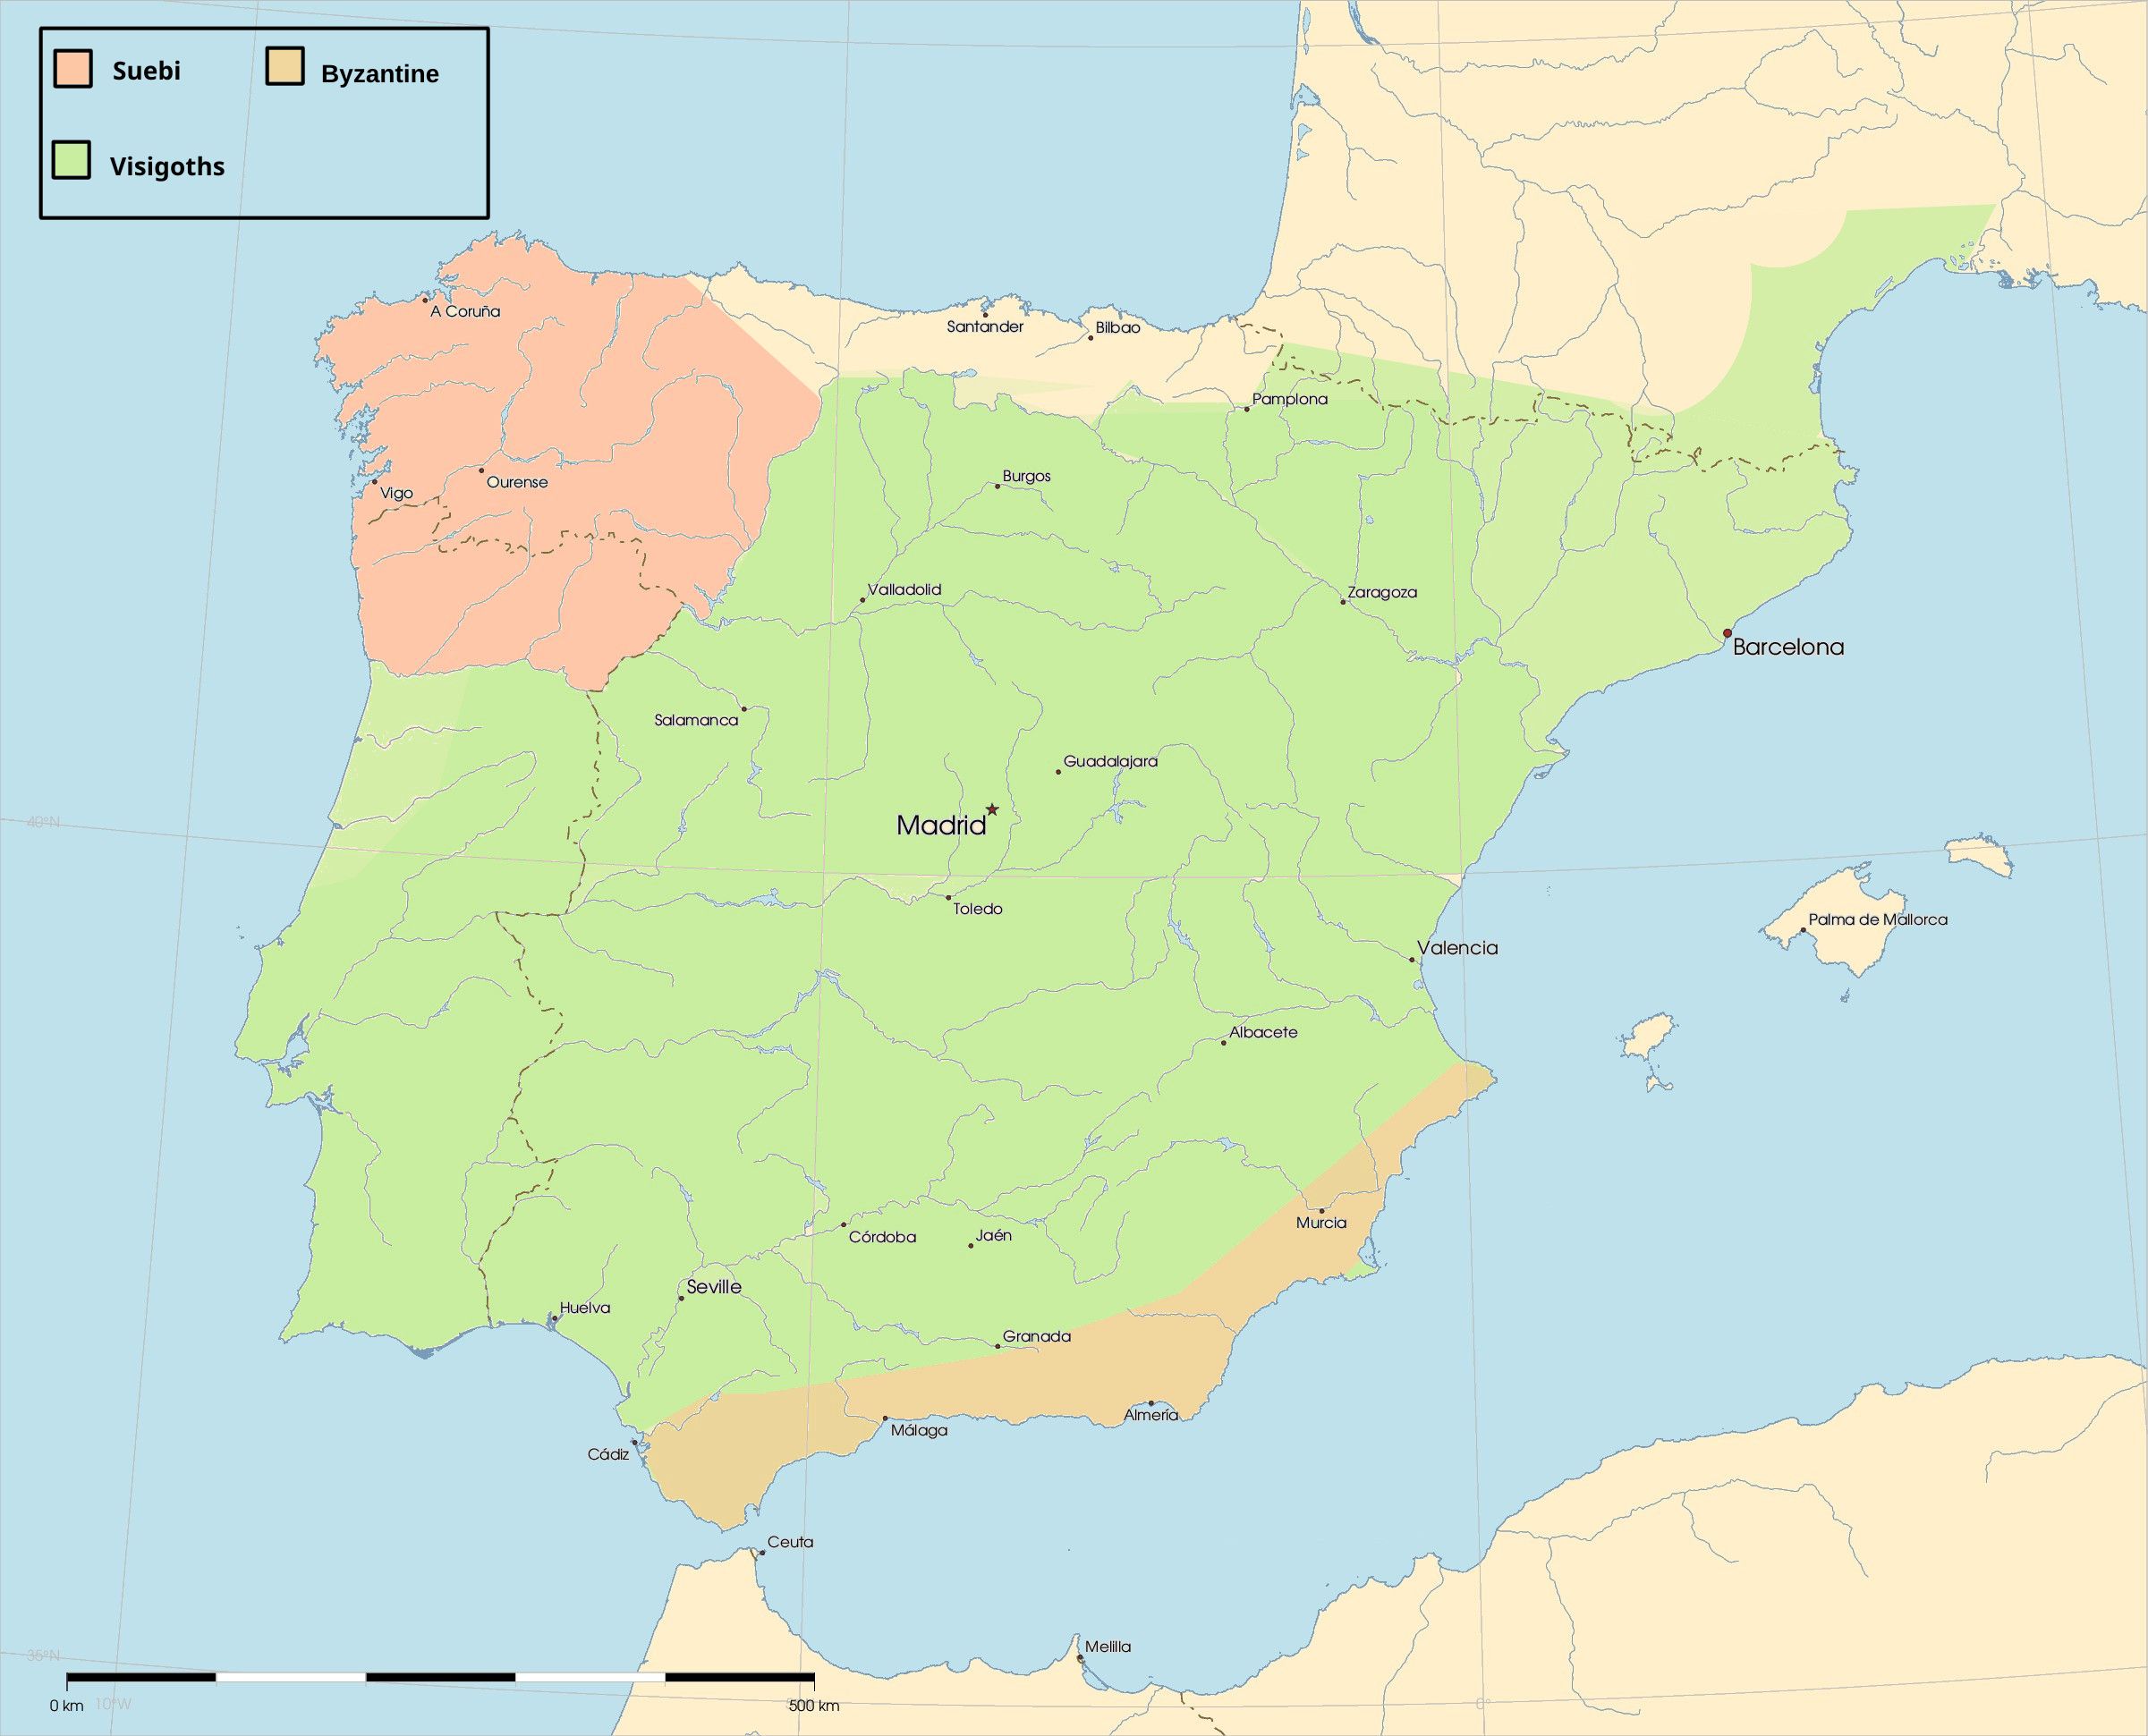 Suebi
Byzantine
Visigoths
A Coruña
Santander
Bilbao
Pamplona
Vigo
Ourense
Burgos
Valladolid
Zaragoza
Barcelona
Salamanca
Guadalajara
Madrid
40°N
Toledo
Palma de Mallorca
Valencia
Albacete
Murcia
Córdoba
Jaén
Seville
Huelva
Granada
Almería
Málaga
Cádiz
Ceuta
Melilla
35°N
0 km
10°W
500 km
0°